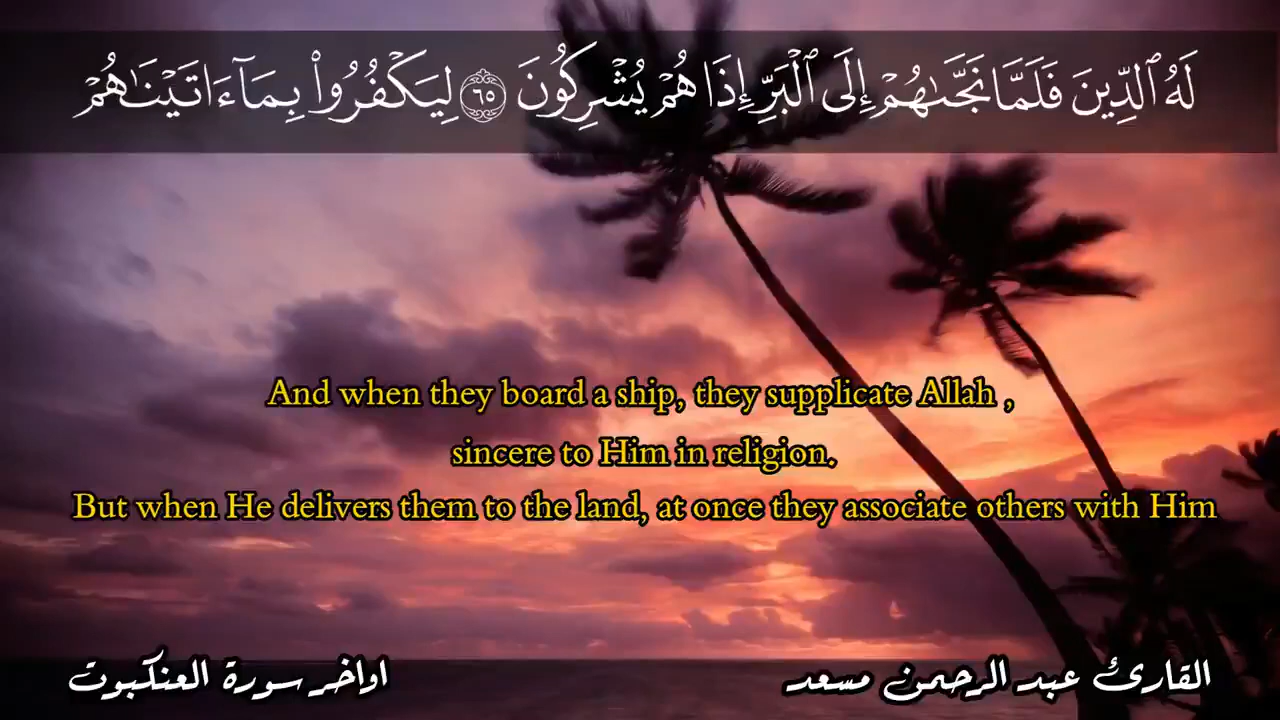 لَهُ ٱلدِّينَ فَلَمَّا نَجَّىٰهُمْ إِلَى ٱلْبَرِّ إِذَا هُمْ يُشْرِكُونَ ٦٥ لِيَكْفُرُوا۟ بِمَآ ءَاتَيْنَـٰهُمْ
And when they board a ship, they supplicate Allah ,
sincere to Him in religion.
But when He delivers them to the land, at once they associate others with Him
القارئ عبد الرحمن مسعد
اواخر سورة العنكبوت